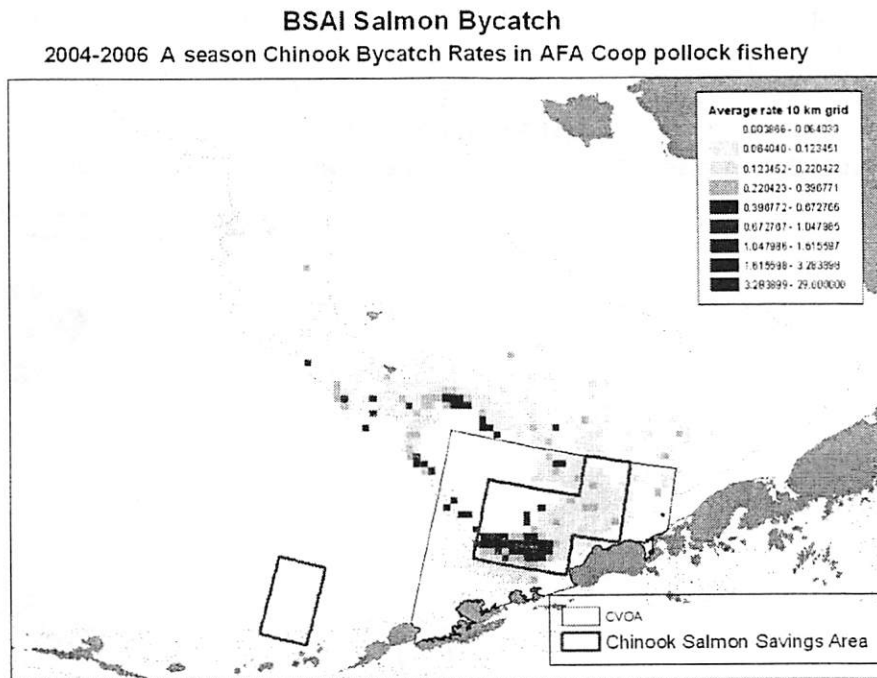 BSAI Salmon Bycatch
2004-2006 A season Chinook Bycatch Rates in AFA Coop pollock fishery
Average rate 10 km grid
0.003866 - 0.064039
0.064040 - 0.123451
0.123452 - 0.220422
0.220423 - 0.396771
0.396772 - 0.672766
0.672767 - 1.047985
1.047986 - 1.615597
1.615598 - 3.283898
3.283899 - 29.600000
CVOA
Chinook Salmon Savings Area